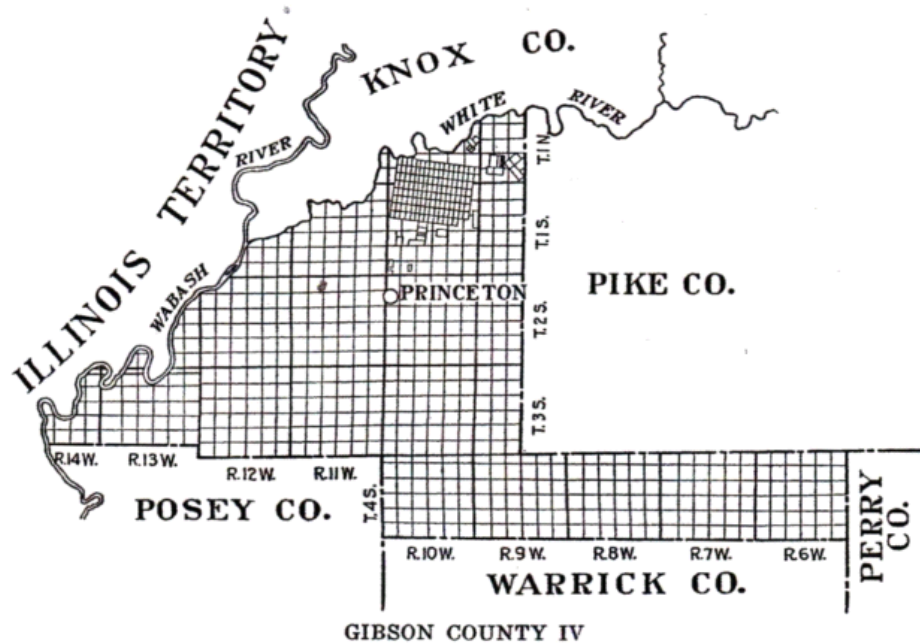 ILLINOIS TERRITORY
KNOX CO.
WHITE RIVER
WABASH RIVER
T.1N.
T.1S.
PRINCETON
PIKE CO.
T.2S.
T.3S.
R.14W. R.13W. R.12W. R.11W.
POSEY CO.
T.4S.
R.10W. R.9W. R.8W. R.7W. R.6W.
WARRICK CO.
PERRY CO.
GIBSON COUNTY IV